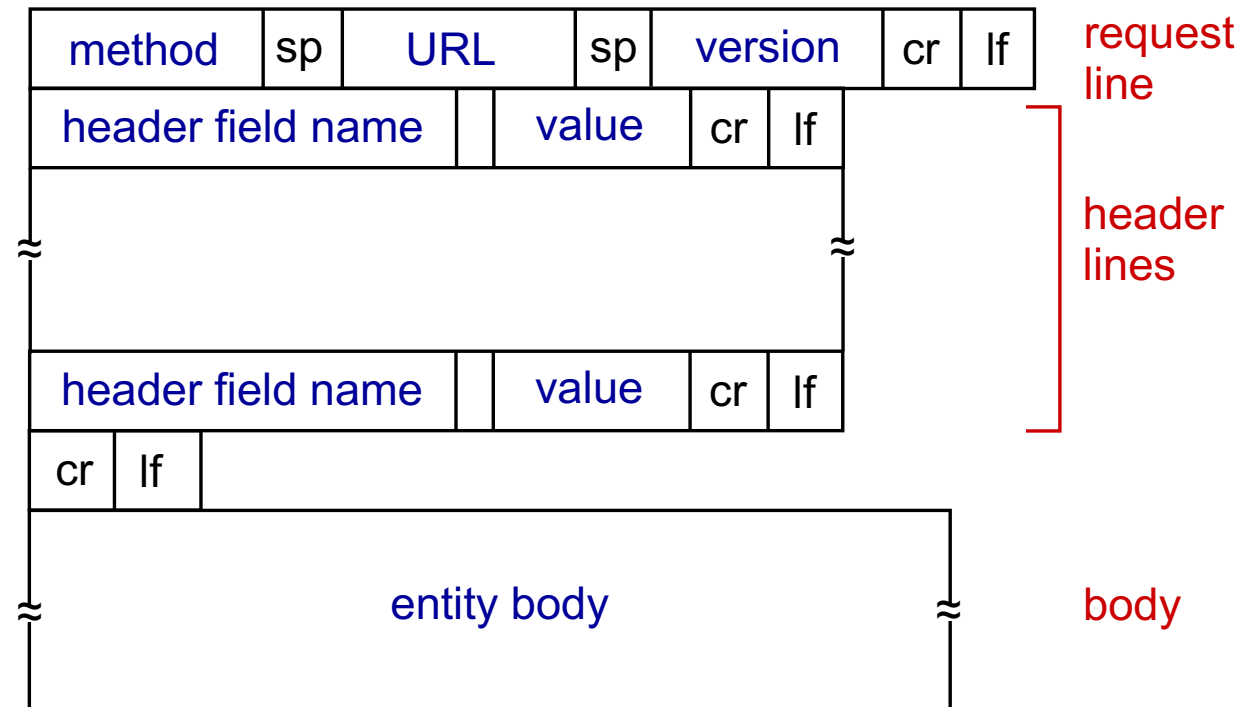 method sp URL sp version cr lf
request
line
header field name value cr lf
header
lines
header field name value cr lf
cr lf
entity body
body